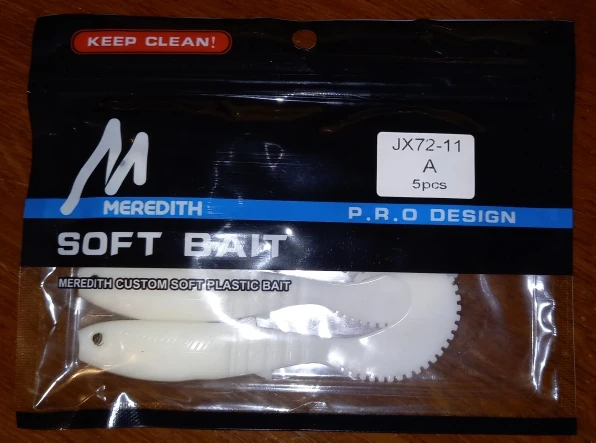 KEEP CLEAN!
JX72-11
A
5pcs
MEREDITH
P.R.O DESIGN
SOFT BAIT
MEREDITH CUSTOM SOFT PLASTIC BAIT